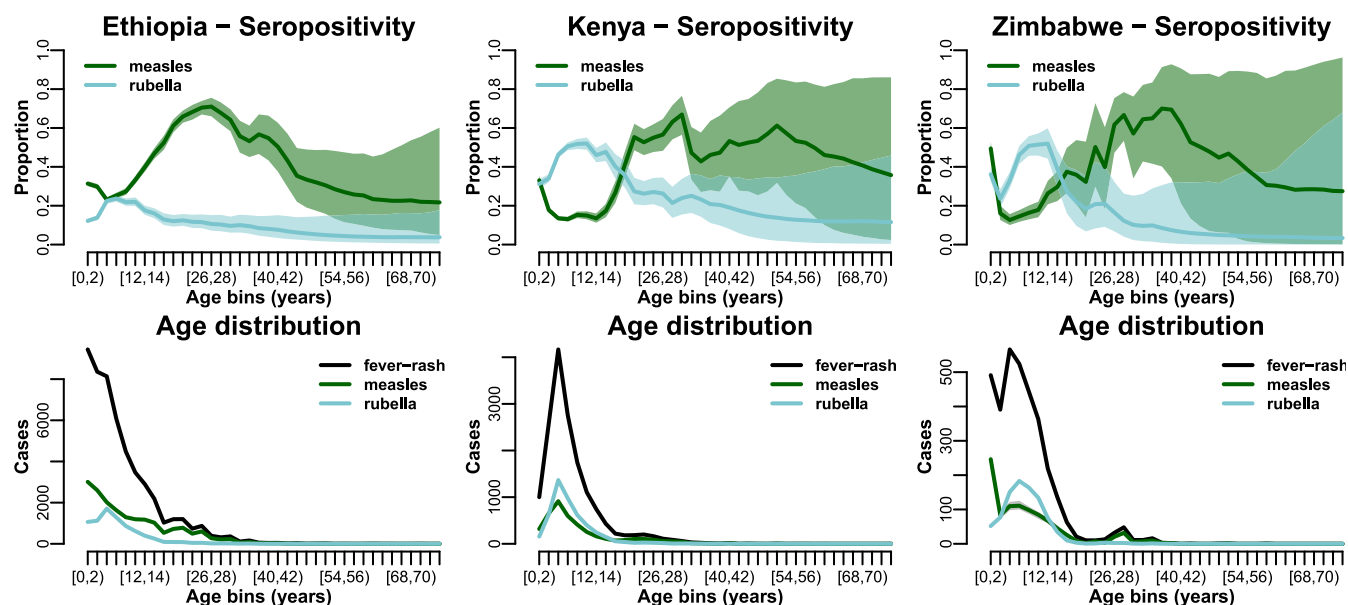 Ethiopia − Seropositivity
Proportion
0.0 0.2 0.4 0.6 0.8 1.0
measles
rubella
[0,2) [12,14) [26,28) [40,42) [54,56) [68,70)
Age bins (years)
Kenya − Seropositivity
Proportion
0.0 0.2 0.4 0.6 0.8 1.0
measles
rubella
[0,2) [12,14) [26,28) [40,42) [54,56) [68,70)
Age bins (years)
Zimbabwe − Seropositivity
Proportion
0.0 0.2 0.4 0.6 0.8 1.0
measles
rubella
[0,2) [12,14) [26,28) [40,42) [54,56) [68,70)
Age bins (years)
Age distribution
Cases
0 2000 6000
fever−rash
measles
rubella
[0,2) [12,14) [26,28) [40,42) [54,56) [68,70)
Age bins (years)
Age distribution
Cases
0 1000 3000
fever−rash
measles
rubella
[0,2) [12,14) [26,28) [40,42) [54,56) [68,70)
Age bins (years)
Age distribution
Cases
0 100 300 500
fever−rash
measles
rubella
[0,2) [12,14) [26,28) [40,42) [54,56) [68,70)
Age bins (years)